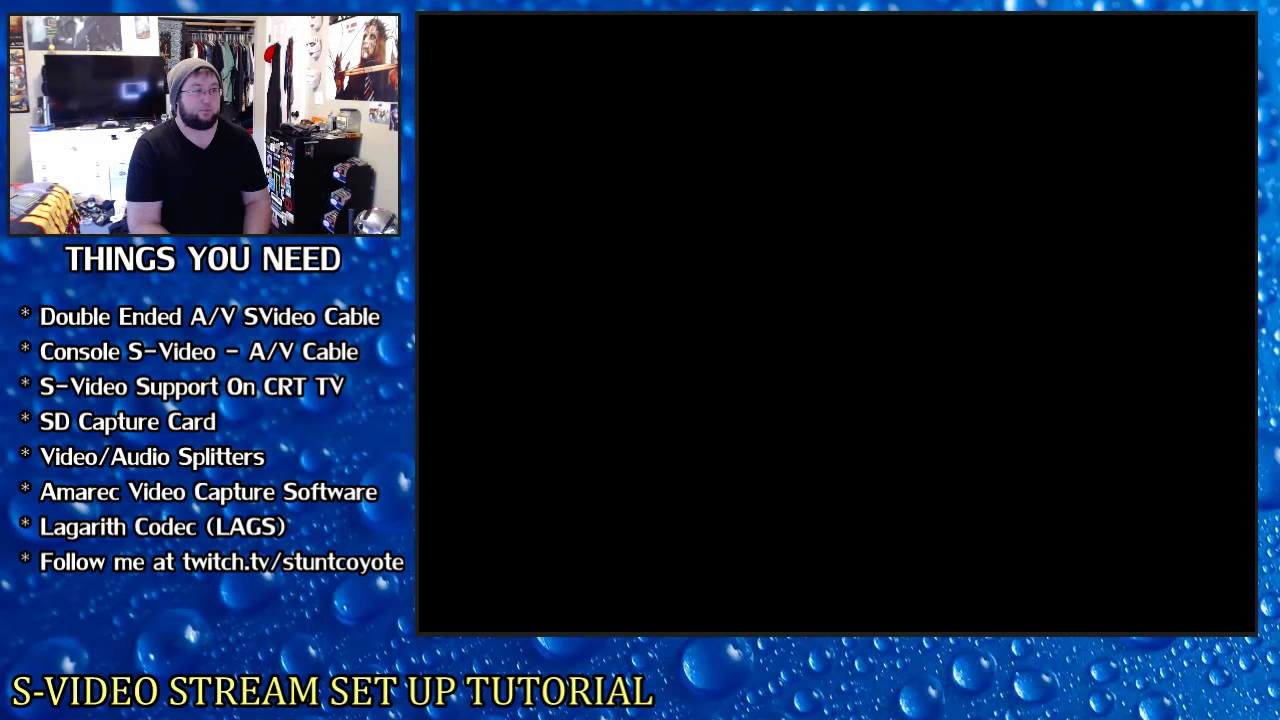 THINGS YOU NEED
* Double Ended A/V SVideo Cable
* Console S-Video - A/V Cable
* S-Video Support On CRT TV
* SD Capture Card
* Video/Audio Splitters
* Amarec Video Capture Software
* Lagarith Codec (LAGS)
* Follow me at twitch.tv/stuntcoyote
S-VIDEO STREAM SET UP TUTORIAL